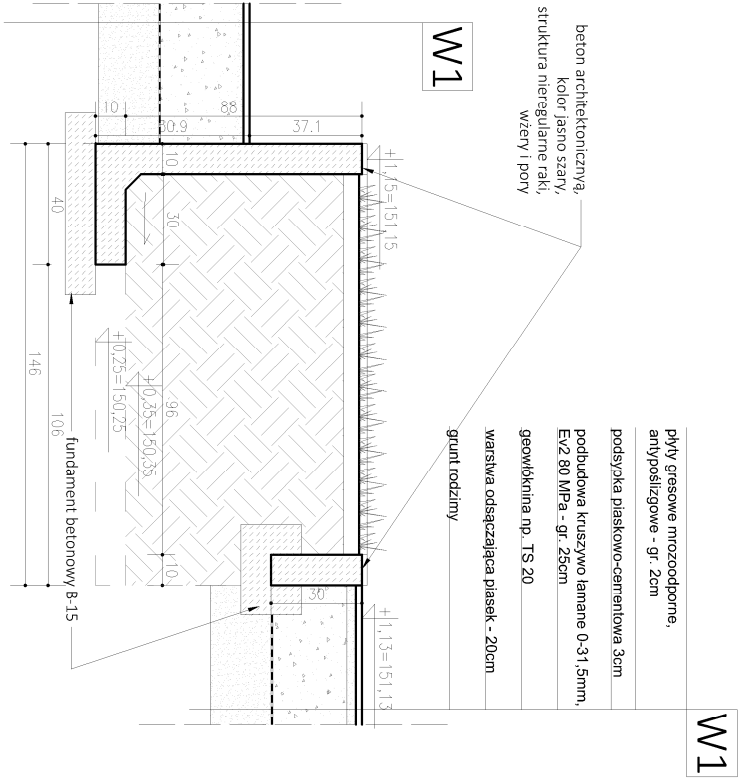 W1
beton architektonicznya,
kolor jasno szary,
struktura nieregularne raki,
wżery i pory
W1
płyty gresowe mrozoodporne,
antypoślizgowe - gr. 2cm
podsypka piaskowo-cementowa 3cm
podbudowa kruszywo łamane 0-31,5mm,
Ev2 80 MPa - gr. 25cm
geowłóknina np. TS 20
warstwa odsączająca piasek - 20cm
grunt rodzimy
+1,15=151,15
+1,13=151,13
+0,35=150,35
+0,25=150,25
fundament betonowy B-15
10
88
50.9
37.1
10
30
96
10
30
40
106
146